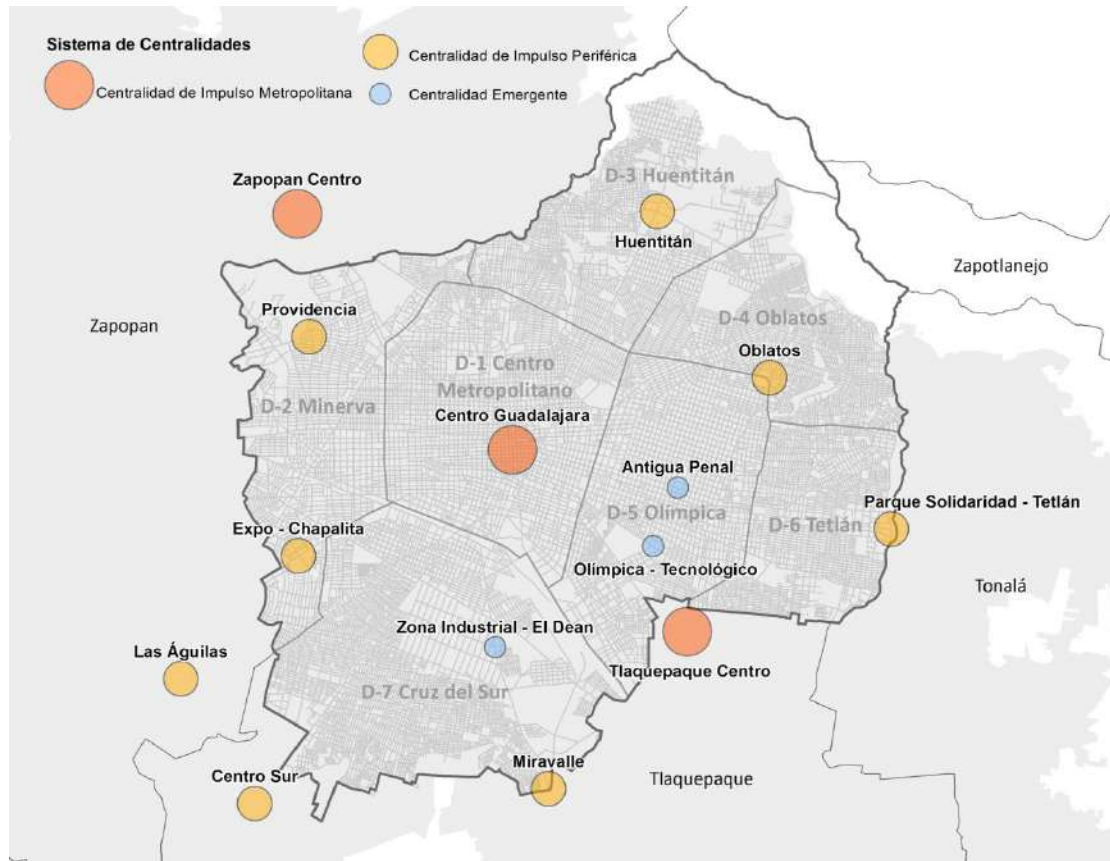 Sistema de Centralidades
Centralidad de Impulso Metropolitana
Centralidad de Impulso Periférica
Centralidad Emergente
Zapopan Centro
D-3 Huentitán
Huentitán
Zapotlanejo
Zapopan
Providencia
D-4 Oblatos
Oblatos
D-1 Centro
Metropolitano
D-2 Minerva
Centro Guadalajara
Antigua Penal
Parque Solidaridad - Tetlán
D-5 Olímpica
D-6 Tetlán
Expo - Chapalita
Olímpica - Tecnológico
Tonalá
Zona Industrial - El Dean
Las Águilas
Tlaquepaque Centro
D-7 Cruz del Sur
Centro Sur
Miravalle
Tlaquepaque